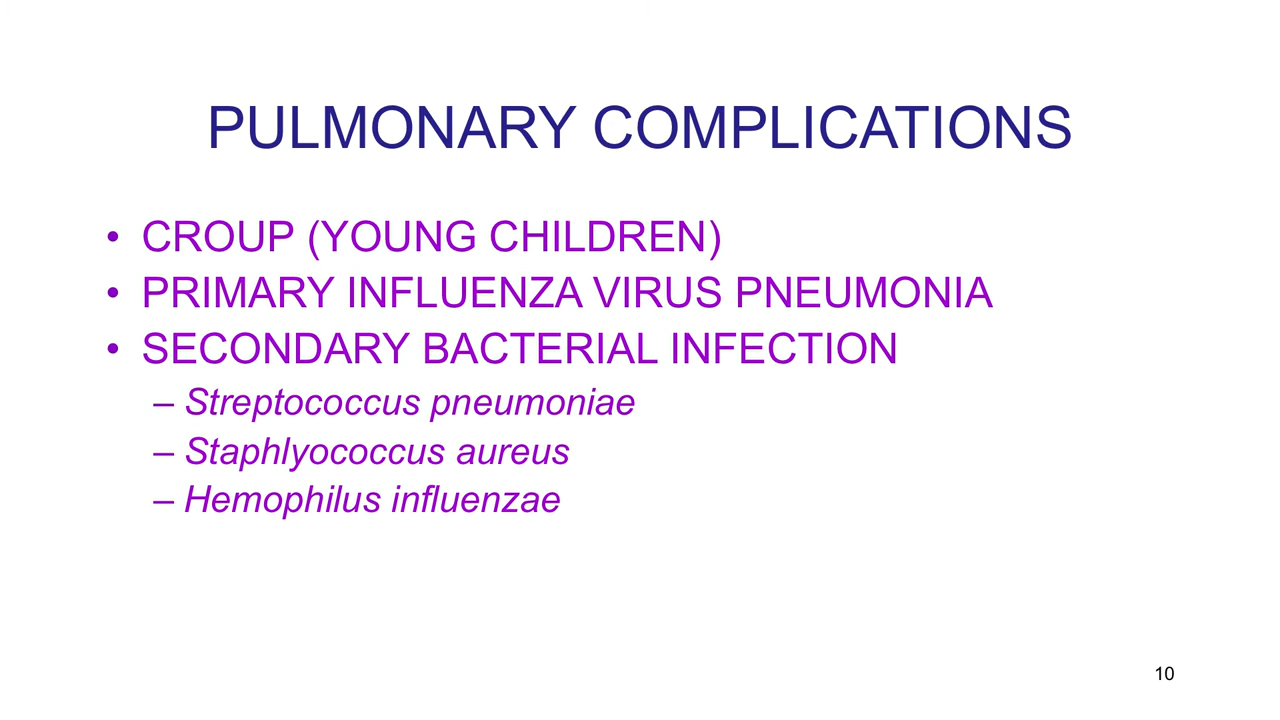 PULMONARY COMPLICATIONS
• CROUP (YOUNG CHILDREN)
• PRIMARY INFLUENZA VIRUS PNEUMONIA
• SECONDARY BACTERIAL INFECTION
– Streptococcus pneumoniae
– Staphlyococcus aureus
– Hemophilus influenzae
10